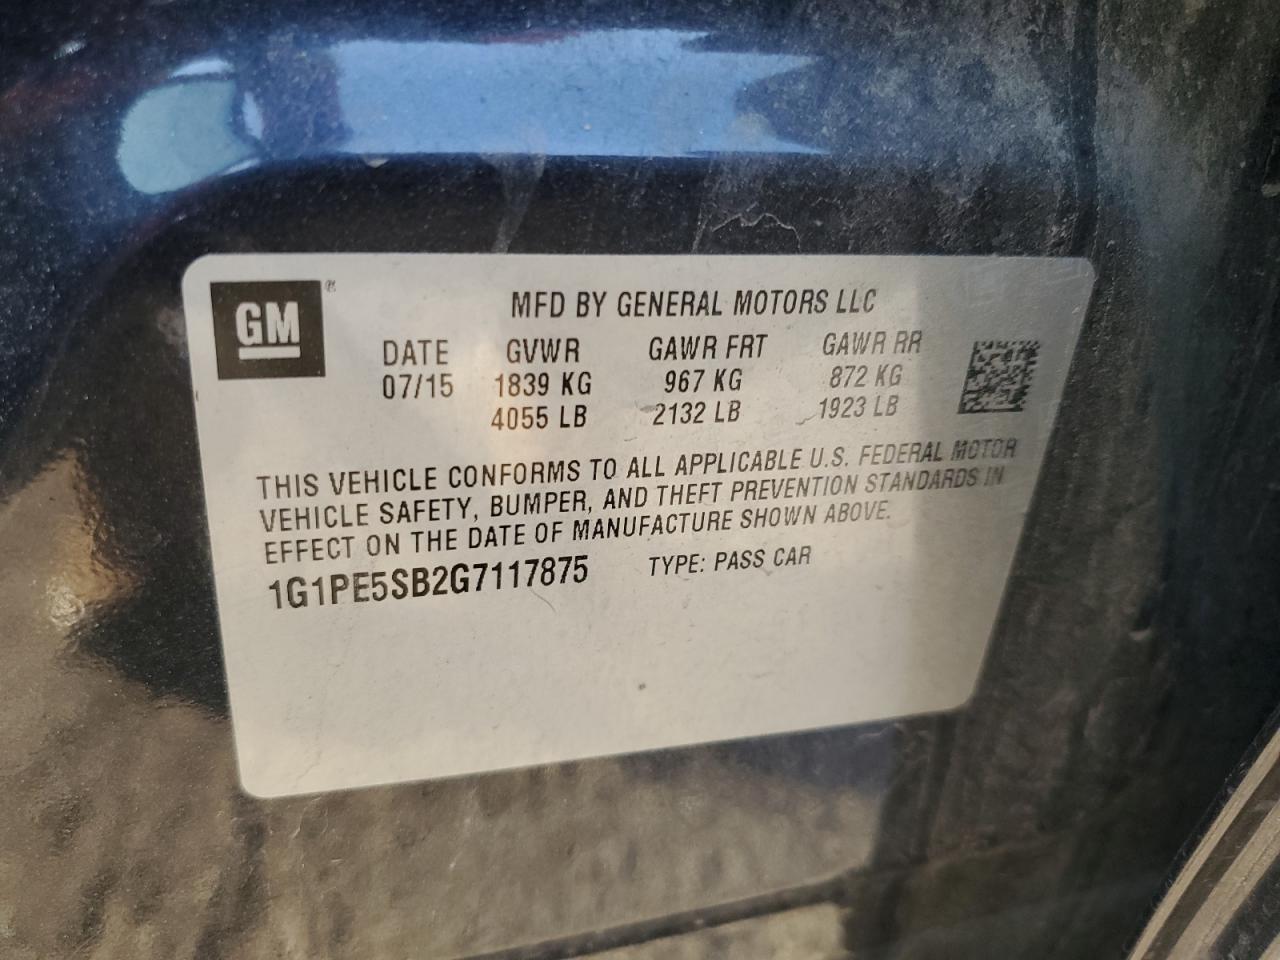 GM®
MFD BY GENERAL MOTORS LLC
DATE GVWR GAWR FRT GAWR RR
07/15 1839 KG 967 KG 872 KG
4055 LB 2132 LB 1923 LB
THIS VEHICLE CONFORMS TO ALL APPLICABLE U.S. FEDERAL MOTOR
VEHICLE SAFETY, BUMPER, AND THEFT PREVENTION STANDARDS IN
EFFECT ON THE DATE OF MANUFACTURE SHOWN ABOVE.
1G1PE5SB2G7117875 TYPE: PASS CAR